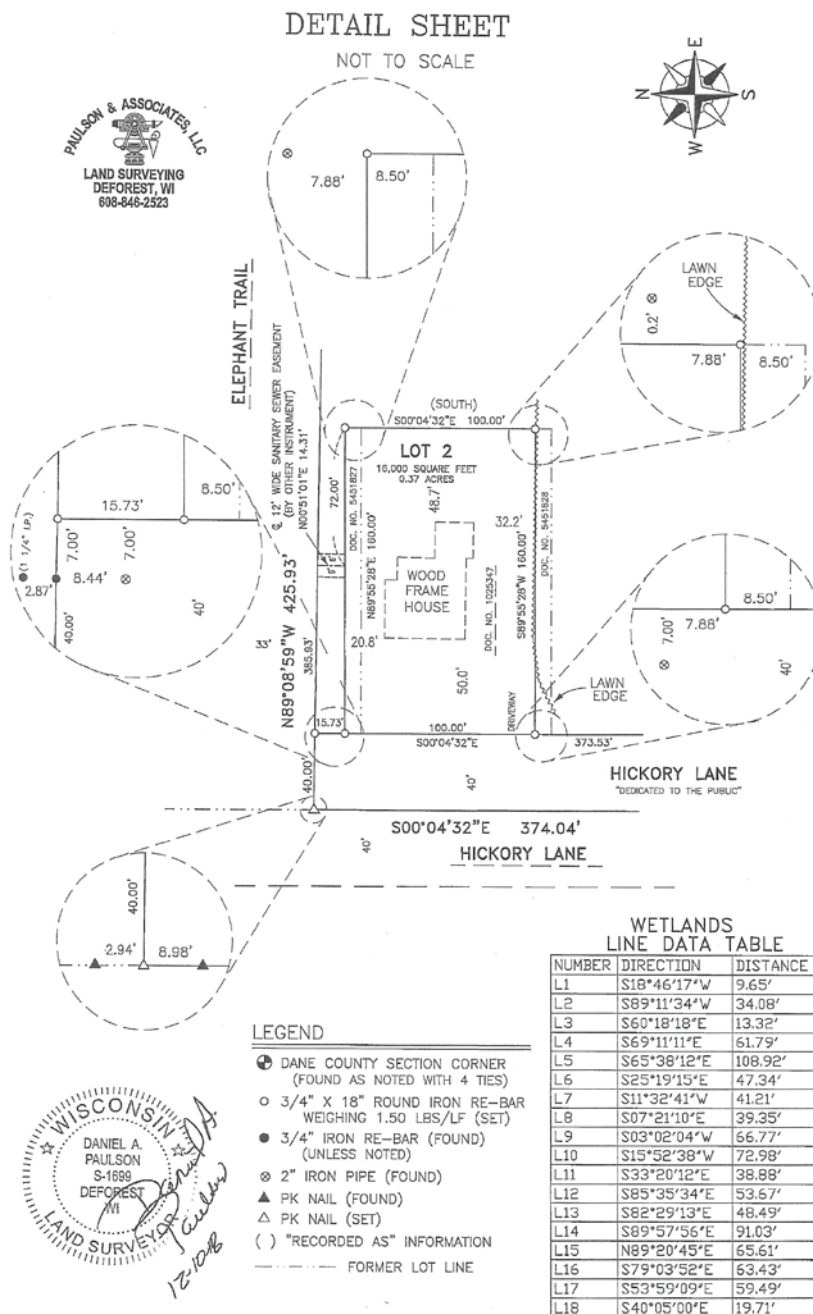 DETAIL SHEET
NOT TO SCALE
PAULSON & ASSOCIATES, LLC
LAND SURVEYING
DEFOREST, WI
608-846-2523
E
N
S
W
7.88'
8.50'
LAWN
EDGE
0.2'
7.88'
8.50'
ELEPHANT TRAIL
℄ 12' WIDE SANITARY SEWER EASEMENT
(BY OTHER INSTRUMENT)
N00°51'01"E 14.31'
(SOUTH)
S00°04'32"E 100.00'
LOT 2
16,000 SQUARE FEET
0.37 ACRES
72.00'
6' 6'
DOC. NO. 5451827
N89°55'28"E 160.00'
48.7'
32.2'
WOOD
FRAME
HOUSE
DOC. NO. 1025347
S89°55'28"W 160.00'
DOC. NO. 5451828
20.8'
50.0'
DRIVEWAY
LAWN
EDGE
15.73'
8.50'
(1 1/4" I.P.)
7.00'
7.00'
2.87'
8.44'
40.00'
40'
33'
N89°08'59"W 425.93'
385.93'
15.73'
100.00'
S00°04'32"E
373.53'
8.50'
7.88'
7.00'
40'
40.00'
40'
HICKORY LANE
"DEDICATED TO THE PUBLIC"
S00°04'32"E 374.04'
40'
HICKORY LANE
40.00'
2.94'
8.98'
WETLANDS
LINE DATA TABLE
NUMBER DIRECTION DISTANCE
L1 S18°46'17"W 9.65'
L2 S89°11'34"W 34.08'
L3 S60°18'18"E 13.32'
L4 S69°11'11"E 61.79'
L5 S65°38'12"E 108.92'
L6 S25°19'15"E 47.34'
L7 S11°32'41"W 41.21'
L8 S07°21'10"E 39.35'
L9 S03°02'04"W 66.77'
L10 S15°52'38"W 72.98'
L11 S33°20'12"E 38.88'
L12 S85°35'34"E 53.67'
L13 S82°29'13"E 48.49'
L14 S89°57'56"E 91.03'
L15 N89°20'45"E 65.61'
L16 S79°03'52"E 63.43'
L17 S53°59'09"E 59.49'
L18 S40°05'00"E 19.71'
LEGEND
DANE COUNTY SECTION CORNER
(FOUND AS NOTED WITH 4 TIES)
3/4" X 18" ROUND IRON RE-BAR
WEIGHING 1.50 LBS/LF (SET)
3/4" IRON RE-BAR (FOUND)
(UNLESS NOTED)
2" IRON PIPE (FOUND)
PK NAIL (FOUND)
PK NAIL (SET)
( ) "RECORDED AS" INFORMATION
FORMER LOT LINE
WISCONSIN
DANIEL A.
PAULSON
S-1699
DEFOREST
WI
LAND SURVEYOR
Daniel A.
Paulson